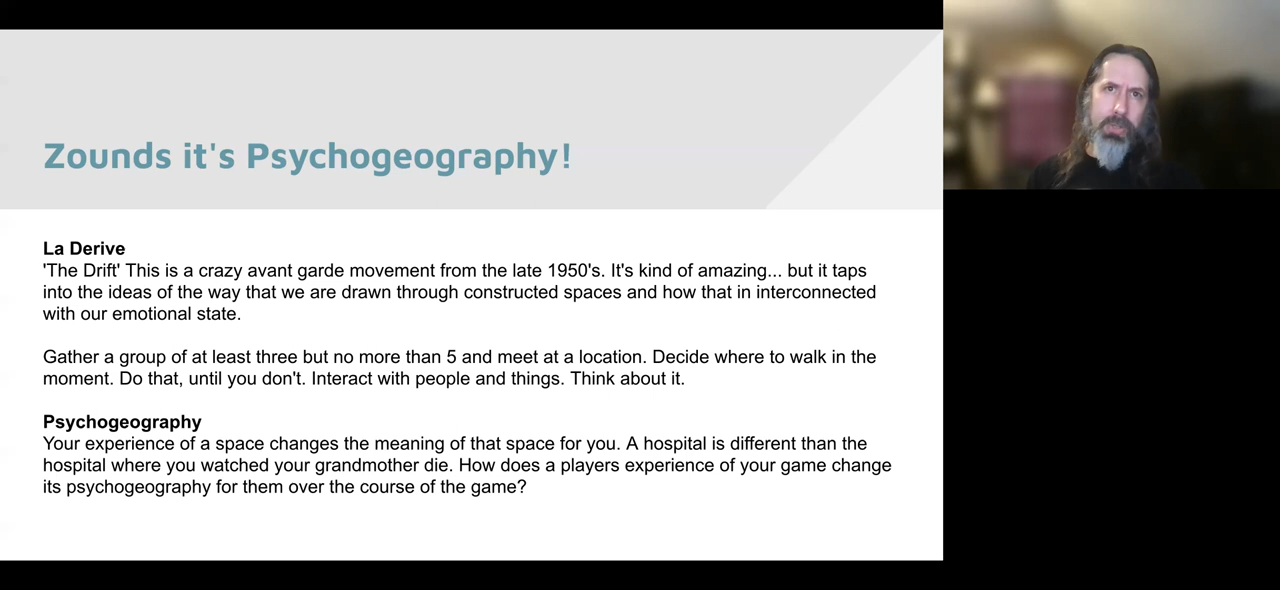 Zounds it's Psychogeography!
La Derive
'The Drift' This is a crazy avant garde movement from the late 1950's. It's kind of amazing... but it taps
into the ideas of the way that we are drawn through constructed spaces and how that in interconnected
with our emotional state.
Gather a group of at least three but no more than 5 and meet at a location. Decide where to walk in the
moment. Do that, until you don't. Interact with people and things. Think about it.
Psychogeography
Your experience of a space changes the meaning of that space for you. A hospital is different than the
hospital where you watched your grandmother die. How does a players experience of your game change
its psychogeography for them over the course of the game?